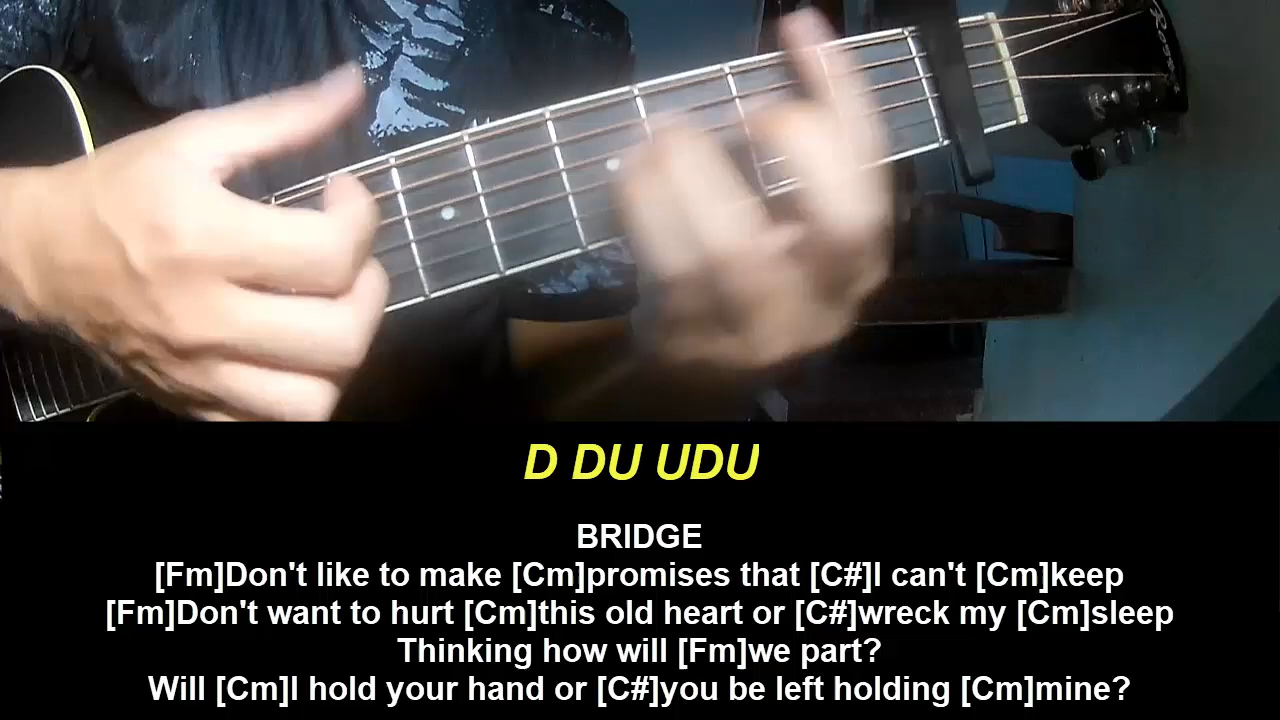 D DU UDU
BRIDGE
[Fm]Don't like to make [Cm]promises that [C#]I can't [Cm]keep
[Fm]Don't want to hurt [Cm]this old heart or [C#]wreck my [Cm]sleep
Thinking how will [Fm]we part?
Will [Cm]I hold your hand or [C#]you be left holding [Cm]mine?